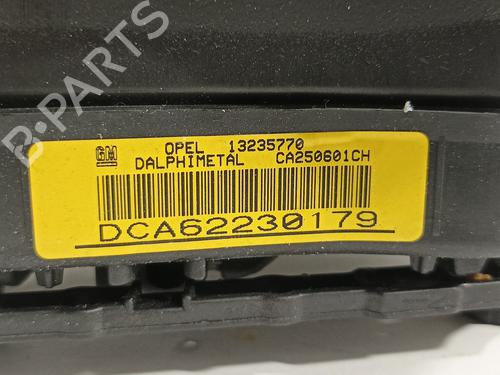 B-PARTS
GM
OPEL 13235770
DALPHIMETAL CA250601CH
DCA62230179